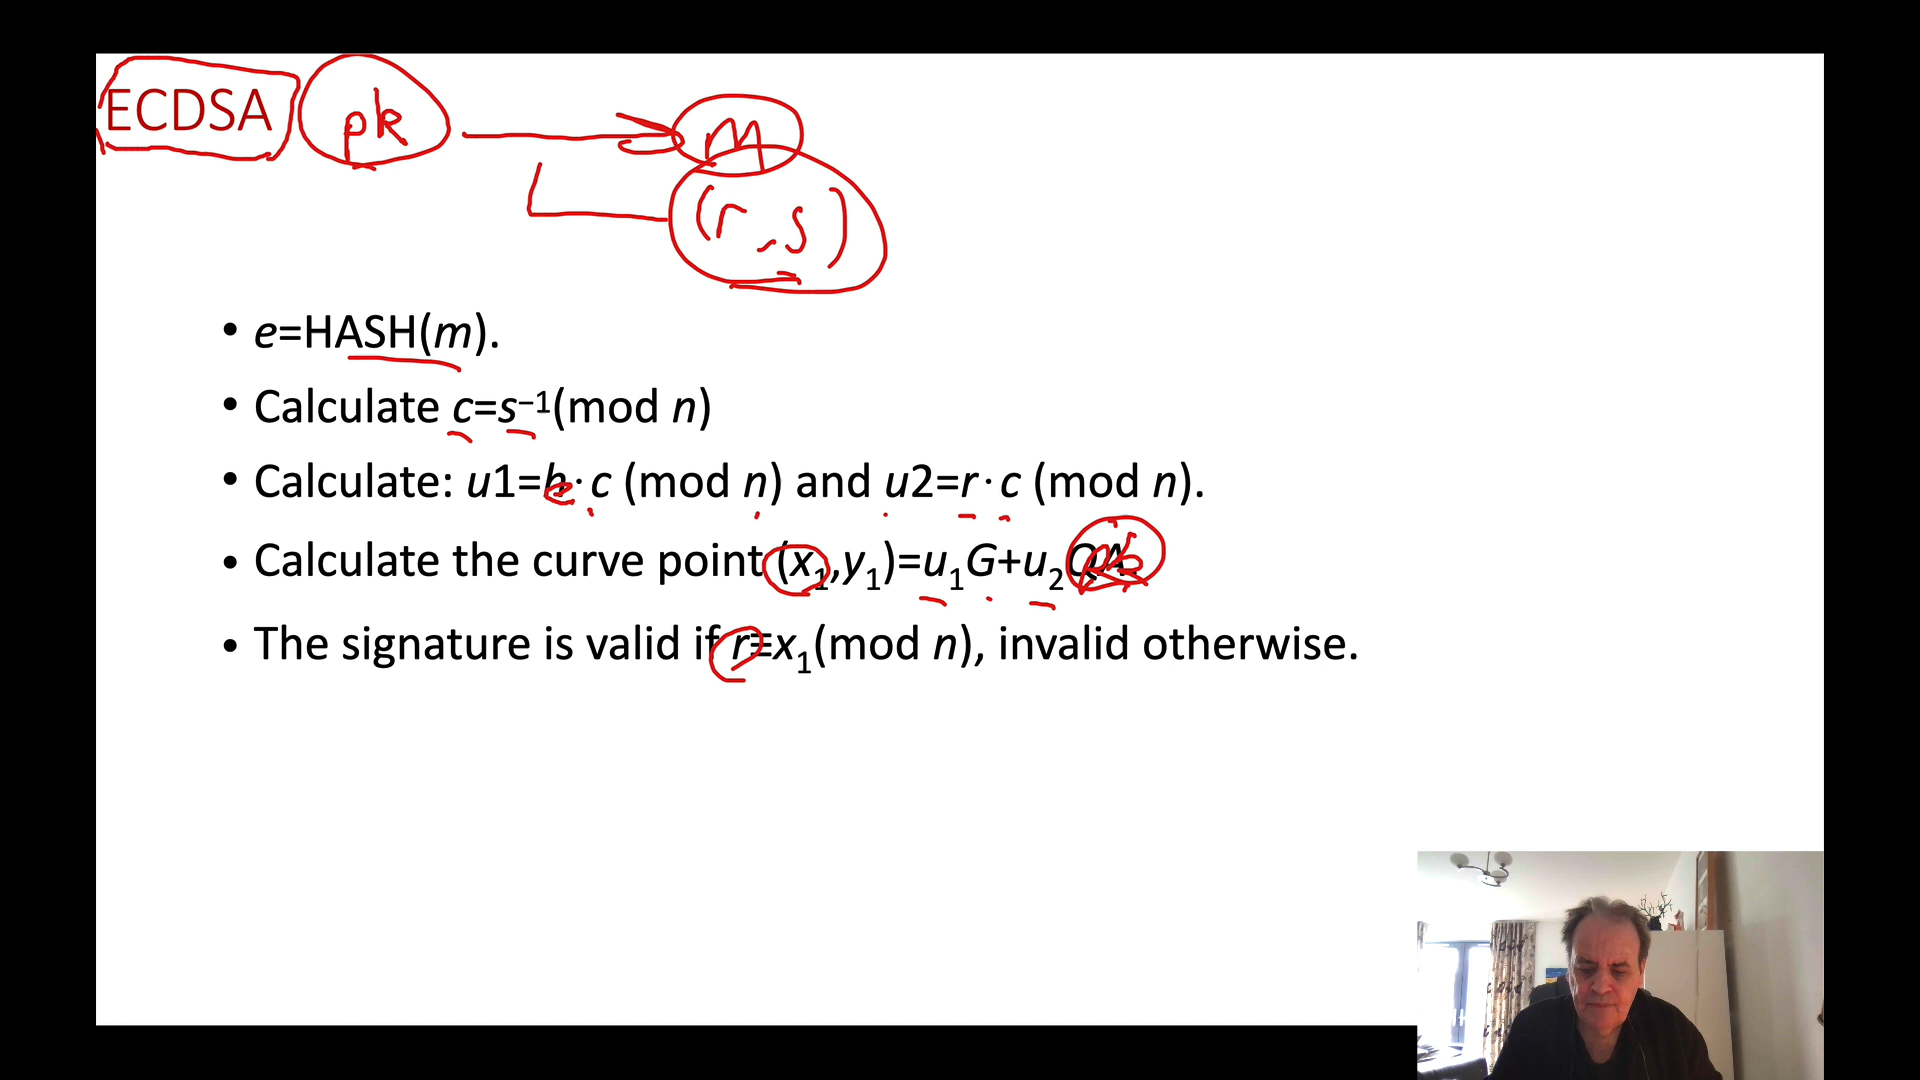 ECDSA pk m
(r, s)
• e=HASH(m).
• Calculate c=s⁻¹(mod n)
• Calculate: u1=h·c (mod n) and u2=r·c (mod n).
e
• Calculate the curve point (x₁,y₁)=u₁G+u₂QA.
• The signature is valid if r≡x₁(mod n), invalid otherwise.